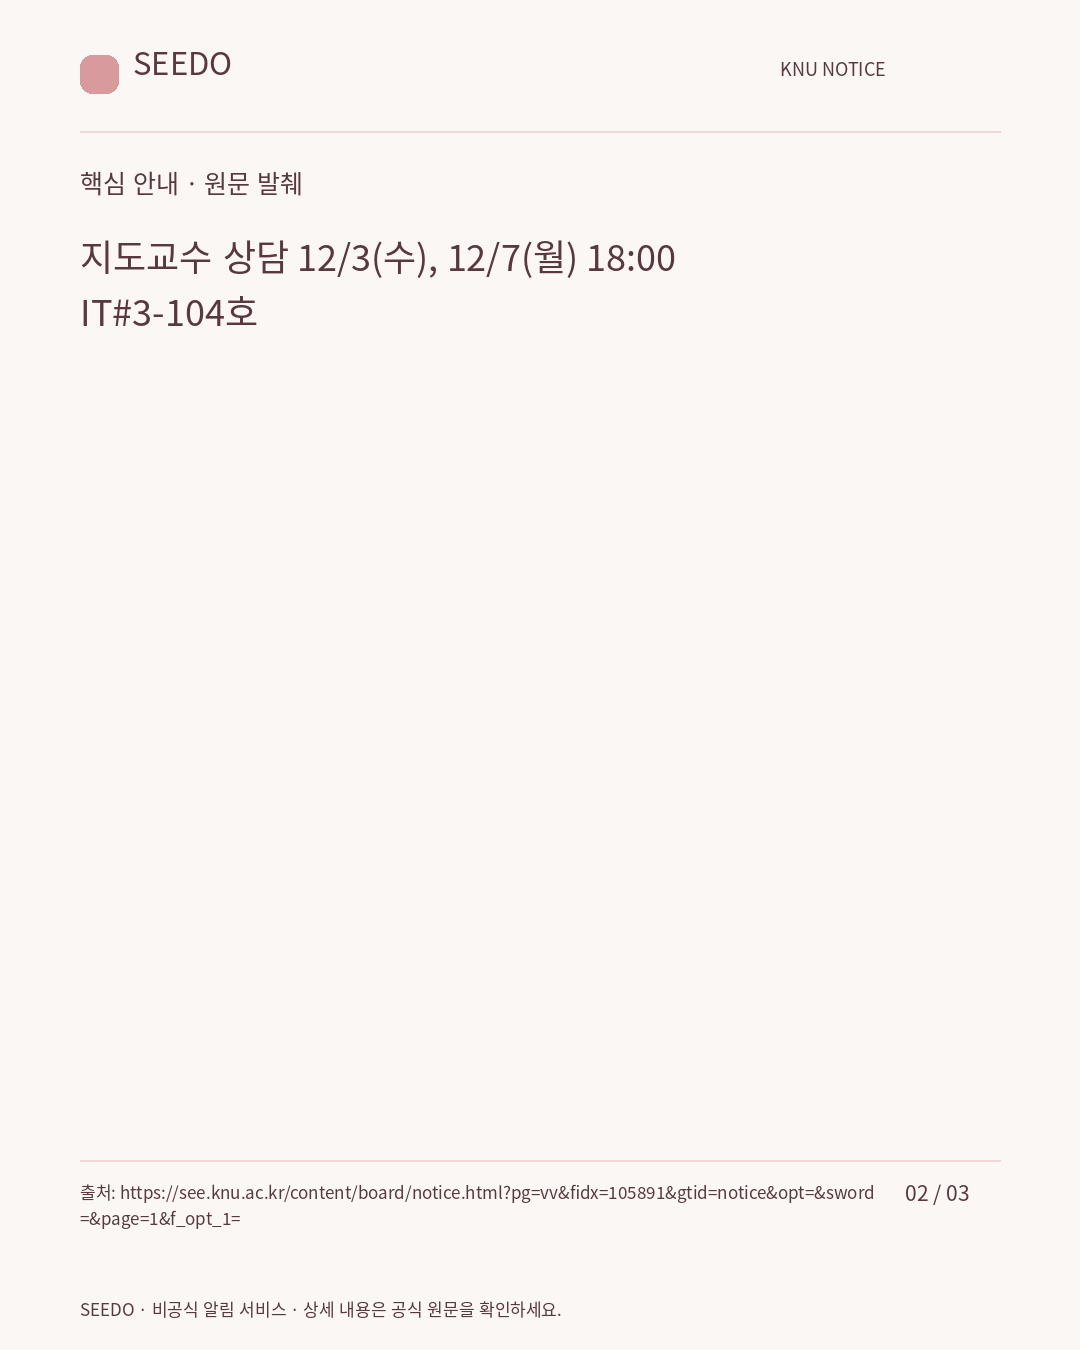 SEEDO
KNU NOTICE
핵심 안내 · 원문 발췌
지도교수 상담 12/3(수), 12/7(월) 18:00
IT#3-104호
출처: https://see.knu.ac.kr/content/board/notice.html?pg=vv&fidx=105891&gtid=notice&opt=&sword
=&page=1&f_opt_1=
02 / 03
SEEDO · 비공식 알림 서비스 · 상세 내용은 공식 원문을 확인하세요.